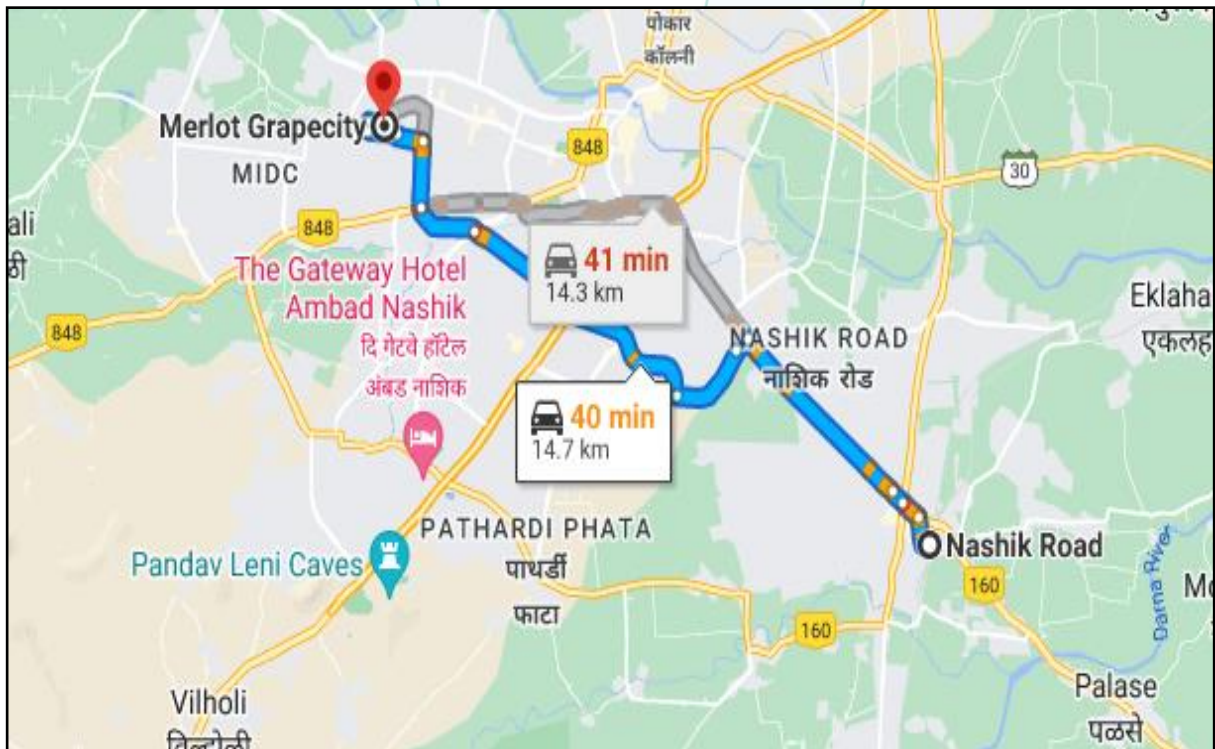 पोकार
कॉलनी
Merlot Grapecity
MIDC
848
30
ali
ळी
848
The Gateway Hotel
Ambad Nashik
दि गेटवे हॉटेल
अंबड नाशिक
41 min
14.3 km
Eklaha
एकलह
848
NASHIK ROAD
नाशिक रोड
40 min
14.7 km
PATHARDI PHATA
पाथर्डी
फाटा
Nashik Road
Pandav Leni Caves
160
Darna River
160
Vilholi
Palase
पळसे